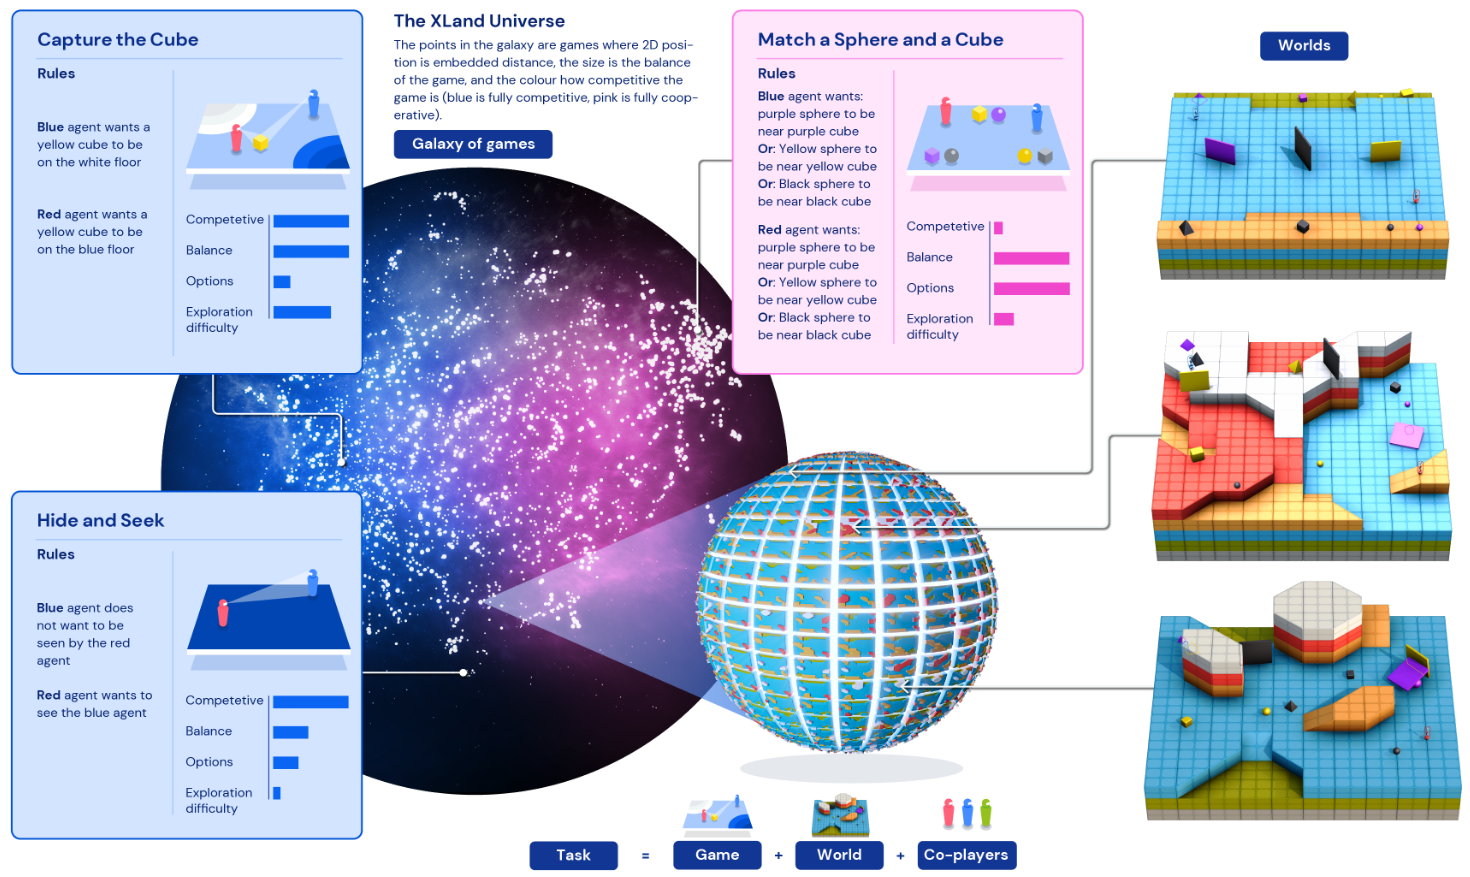 Capture the Cube
Rules
Blue agent wants a
yellow cube to be
on the white floor
Red agent wants a
yellow cube to be
on the blue floor
Competetive
Balance
Options
Exploration
difficulty
The XLand Universe
The points in the galaxy are games where 2D posi-
tion is embedded distance, the size is the balance
of the game, and the colour how competitive the
game is (blue is fully competitive, pink is fully coop-
erative).
Galaxy of games
Match a Sphere and a Cube
Rules
Blue agent wants:
purple sphere to be
near purple cube
Or: Yellow sphere to
be near yellow cube
Or: Black sphere to
be near black cube
Red agent wants:
purple sphere to be
near purple cube
Or: Yellow sphere to
be near yellow cube
Or: Black sphere to
be near black cube
Competetive
Balance
Options
Exploration
difficulty
Worlds
Hide and Seek
Rules
Blue agent does
not want to be
seen by the red
agent
Red agent wants to
see the blue agent
Competetive
Balance
Options
Exploration
difficulty
Task = Game + World + Co-players